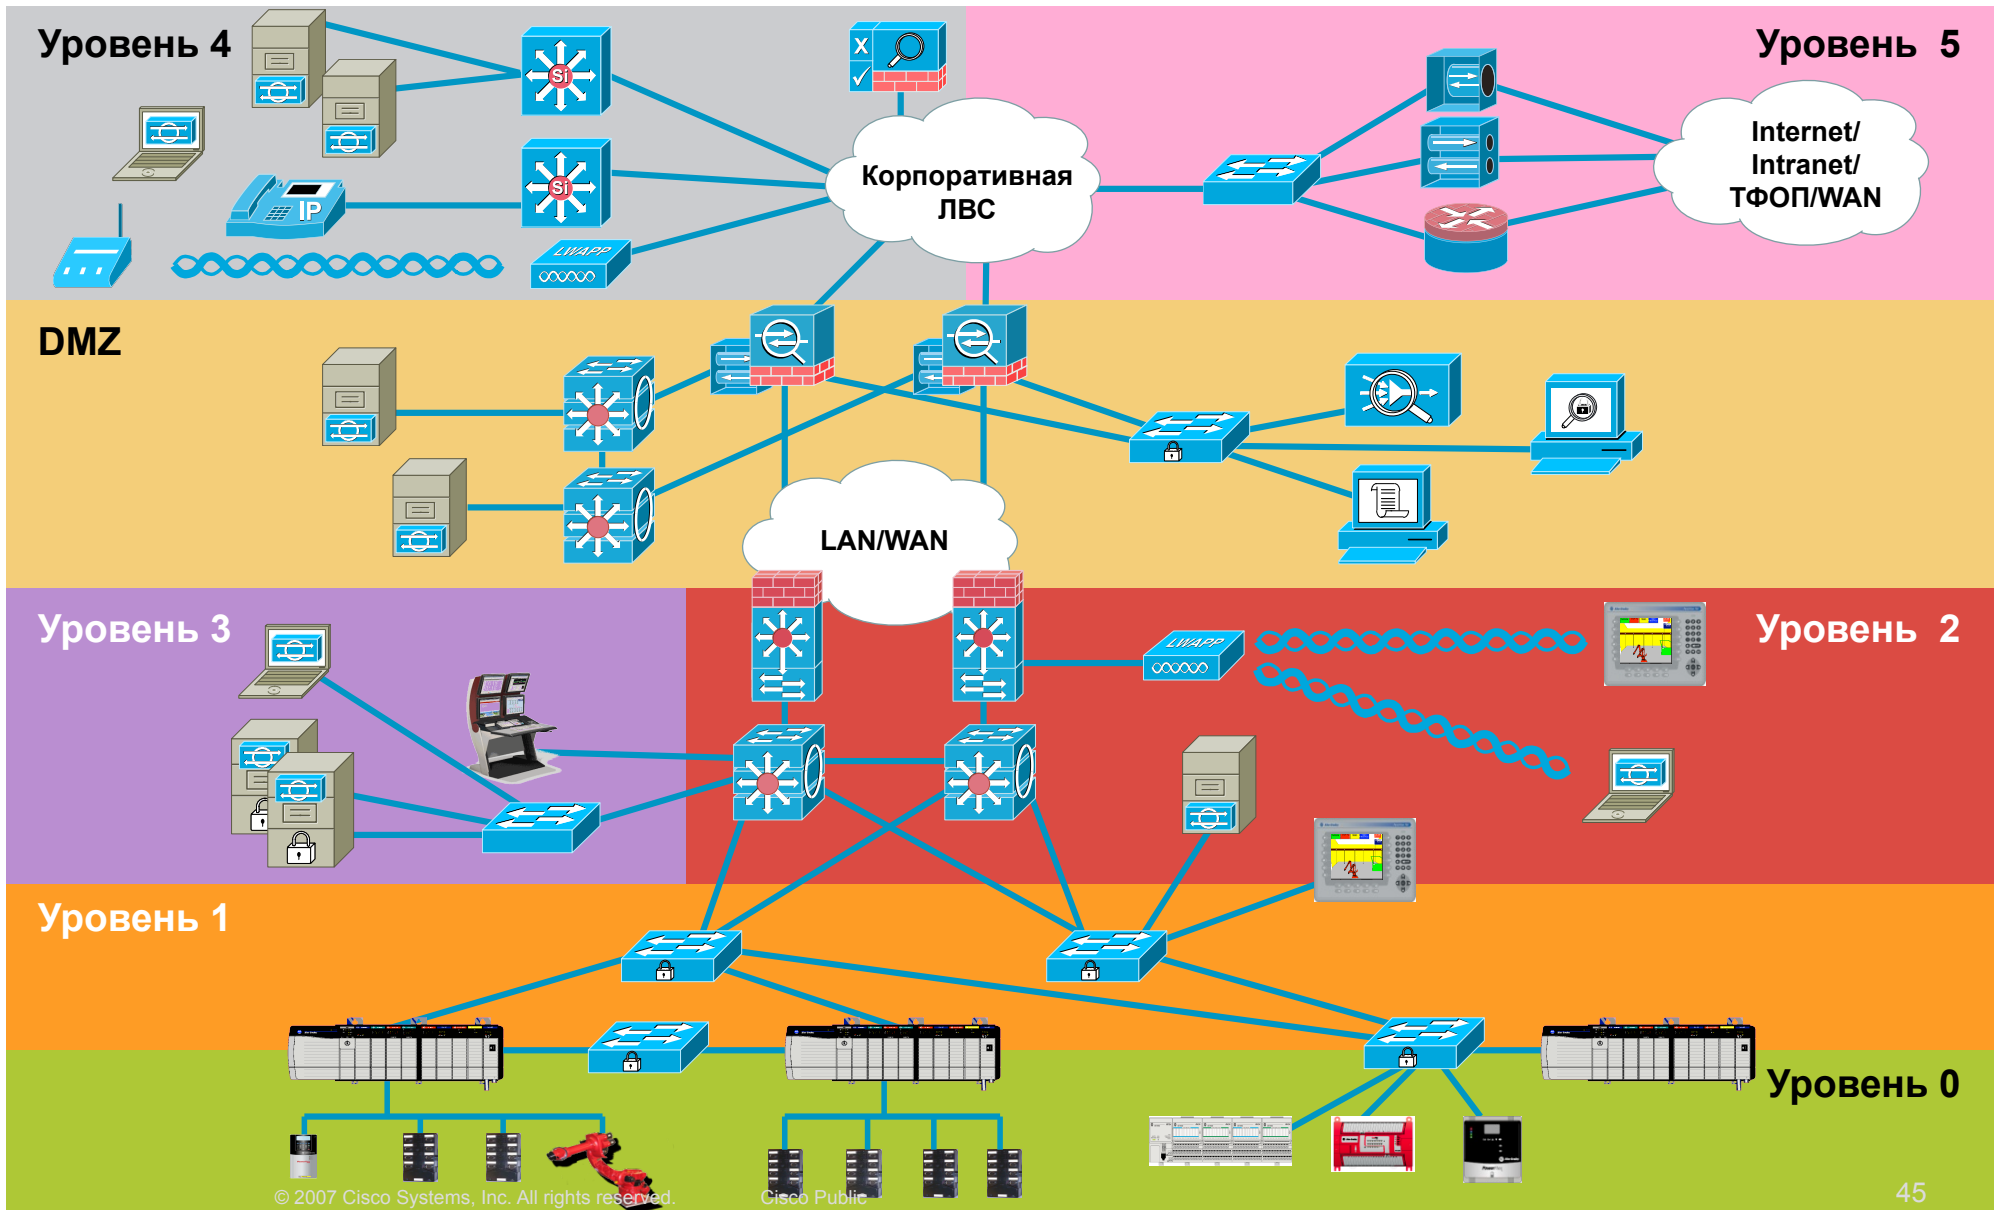 Уровень 4
Уровень 5
Si
X
Internet/
Intranet/
ТФОП/WAN
Корпоративная
ЛВС
Si
IP
LWAPP
DMZ
LAN/WAN
Уровень 3
Уровень 2
LWAPP
Уровень 1
Уровень 0
© 2007 Cisco Systems, Inc. All rights reserved.
Cisco Public
45